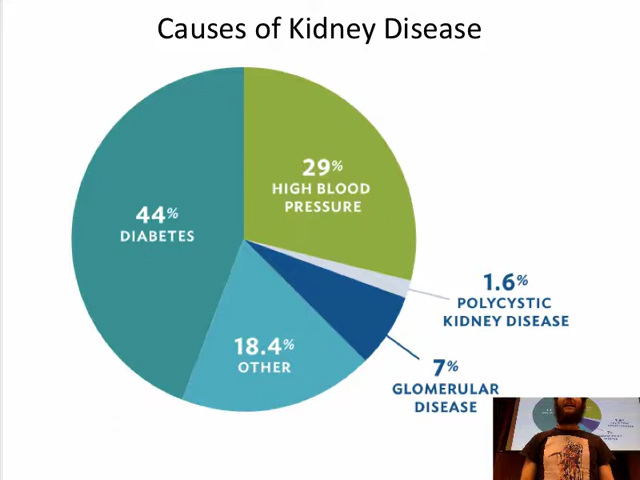 Causes of Kidney Disease
29%
HIGH BLOOD
PRESSURE
44%
DIABETES
1.6%
POLYCYSTIC
KIDNEY DISEASE
18.4%
OTHER
7%
GLOMERULAR
DISEASE